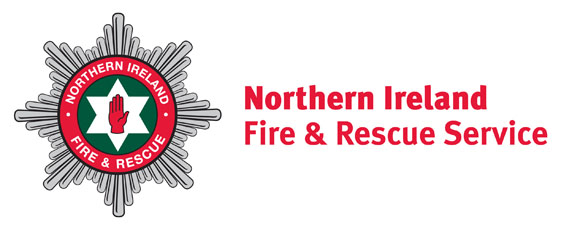 NORTHERN IRELAND
FIRE & RESCUE
Northern Ireland
Fire & Rescue Service